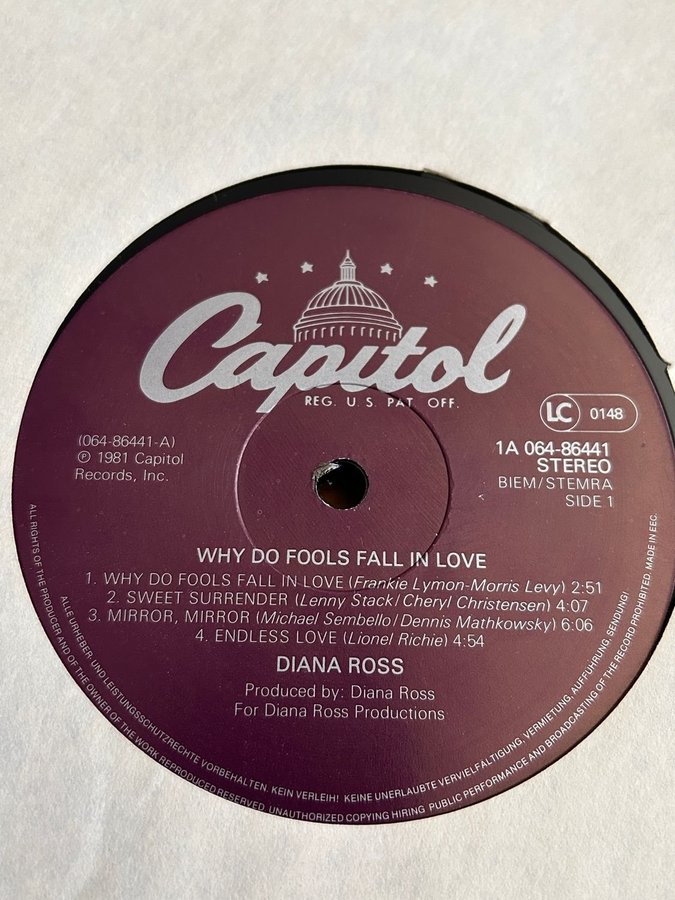 Capitol
REG. U.S. PAT. OFF.
LC 0148
(064-86441-A)
℗ 1981 Capitol
Records, Inc.
1A 064-86441
STEREO
BIEM/STEMRA
SIDE 1
WHY DO FOOLS FALL IN LOVE
1. WHY DO FOOLS FALL IN LOVE (Frankie Lymon-Morris Levy) 2:51
2. SWEET SURRENDER (Lenny Stack/Cheryl Christensen) 4:07
3. MIRROR, MIRROR (Michael Sembello/Dennis Mathkowsky) 6:06
4. ENDLESS LOVE (Lionel Richie) 4:54
DIANA ROSS
Produced by: Diana Ross
For Diana Ross Productions
ALL RIGHTS OF THE PRODUCER AND OF THE OWNER OF THE WORK REPRODUCED RESERVED. UNAUTHORIZED COPYING HIRING PUBLIC PERFORMANCE AND BROADCASTING OF THE RECORD PROHIBITED. MADE IN EEC.
ALLE URHEBER- UND LEISTUNGSSCHUTZRECHTE VORBEHALTEN. KEIN VERLEIH! KEINE UNERLAUBTE VERVIELFALTIGUNG, VERMIETUNG, AUFFUHRUNG, SENDUNG!